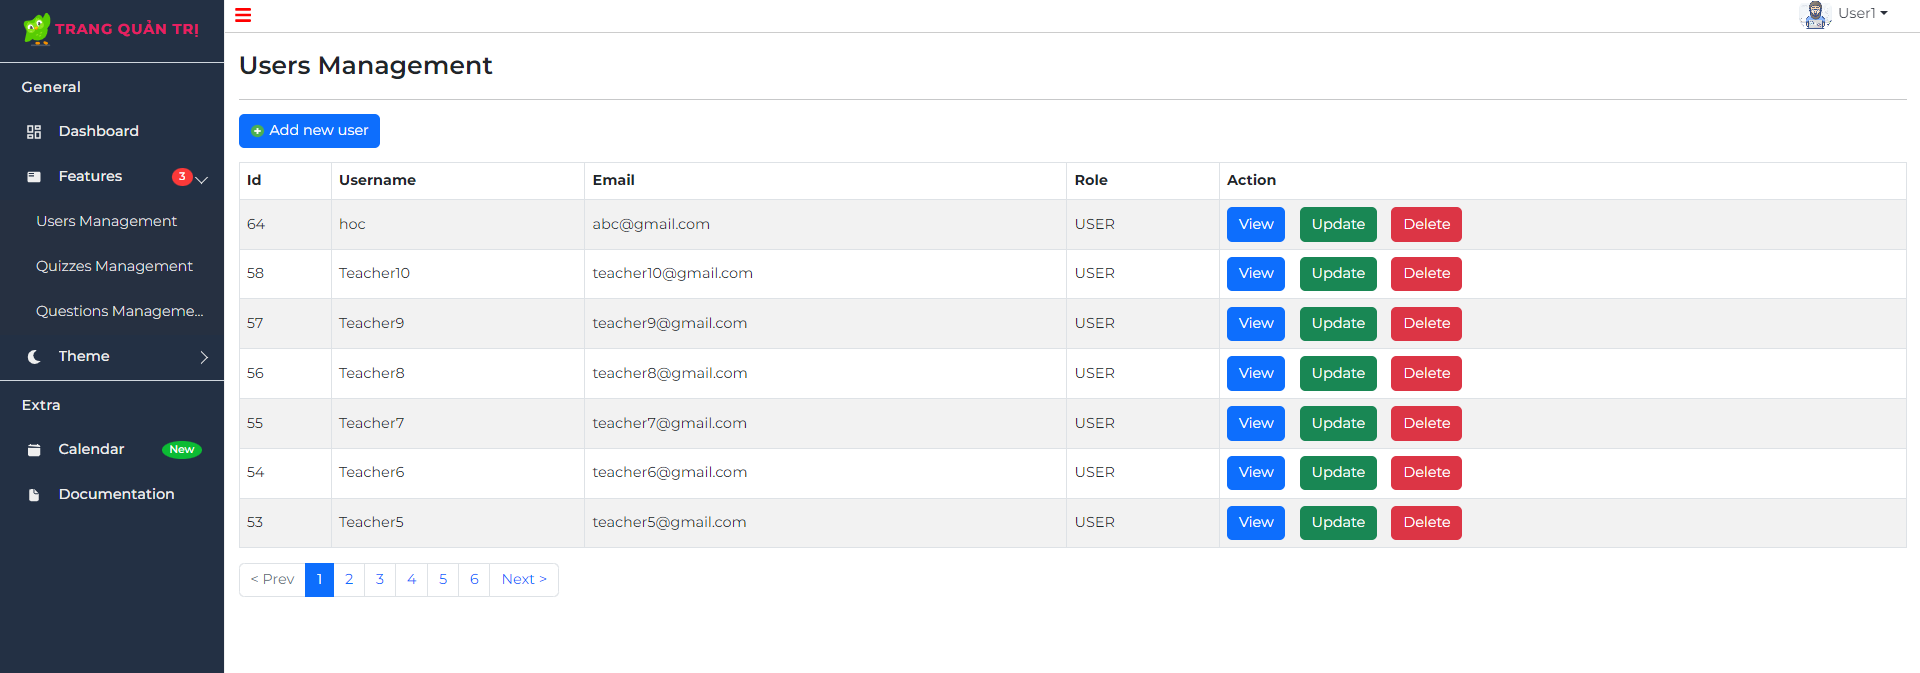 TRANG QUẢN TRỊ
User1
General
Dashboard
Features 3
Users Management
Quizzes Management
Questions Manageme...
Theme
Extra
Calendar New
Documentation
Users Management
Add new user
Id Username Email Role Action
64 hoc abc@gmail.com USER View Update Delete
58 Teacher10 teacher10@gmail.com USER View Update Delete
57 Teacher9 teacher9@gmail.com USER View Update Delete
56 Teacher8 teacher8@gmail.com USER View Update Delete
55 Teacher7 teacher7@gmail.com USER View Update Delete
54 Teacher6 teacher6@gmail.com USER View Update Delete
53 Teacher5 teacher5@gmail.com USER View Update Delete
< Prev 1 2 3 4 5 6 Next >